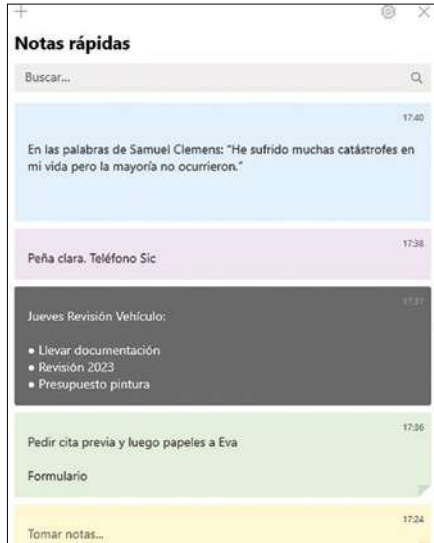 Notas rápidas
Buscar...
17:40
En las palabras de Samuel Clemens: "He sufrido muchas catástrofes en
mi vida pero la mayoría no ocurrieron."
17:38
Peña clara. Teléfono Sic
17:37
Jueves Revisión Vehículo:
● Llevar documentación
● Revisión 2023
● Presupuesto pintura
17:36
Pedir cita previa y luego papeles a Eva
Formulario
17:24
Tomar notas...